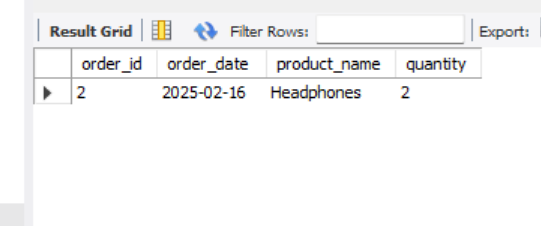 Result Grid Filter Rows: Export:
order_id order_date product_name quantity
2 2025-02-16 Headphones 2